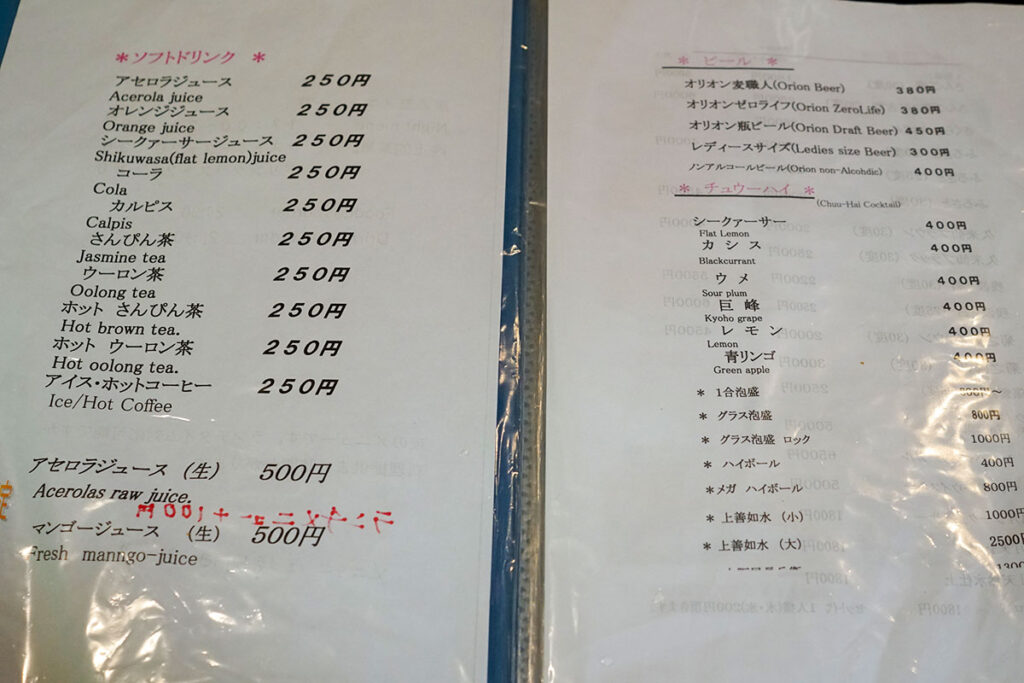 ＊ソフトドリンク ＊
アセロラジュース 250円
Acerola juice
オレンジジュース 250円
Orange juice
シークァーサージュース 250円
Shikuwasa(flat lemon)juice
コーラ 250円
Cola
カルピス 250円
Calpis
さんぴん茶 250円
Jasmine tea
ウーロン茶 250円
Oolong tea
ホット さんぴん茶 250円
Hot brown tea.
ホット ウーロン茶 250円
Hot oolong tea.
アイス・ホットコーヒー 250円
Ice/Hot Coffee
アセロラジュース (生) 500円
Acerolas raw juice.
ランチメニュー+100円
マンゴージュース (生) 500円
Fresh manngo-juice
＊ ビール ＊
オリオン麦職人(Orion Beer) 380円
オリオンゼロライフ(Orion ZeroLife) 380円
オリオン瓶ビール(Orion Draft Beer) 450円
レディースサイズ(Ledies size Beer) 300円
ノンアルコールビール(Orion non-Alcohdic) 400円
＊ チュウーハイ ＊
(Chuu-Hai Cocktail)
シークァーサー 400円
Flat Lemon
カ シ ス 400円
Blackcurrant
ウ メ 400円
Sour plum
巨 峰 400円
Kyoho grape
レ モ ン 400円
Lemon
青リンゴ 400円
Green apple
＊ 1合泡盛
＊ グラス泡盛 800円
＊ グラス泡盛 ロック 1000円
＊ ハイボール 400円
＊メガ ハイボール 800円
＊ 上善如水 (小) 1000円
＊ 上善如水 (大) 2500円